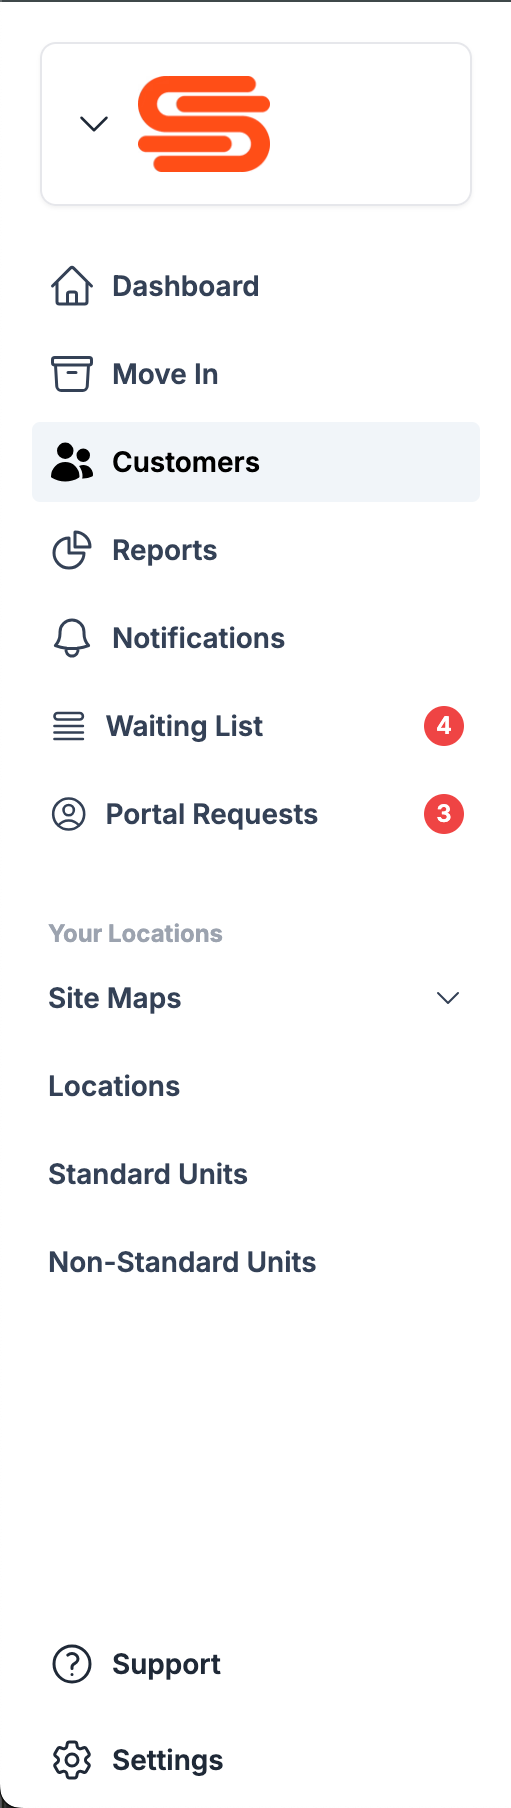 Dashboard
Move In
Customers
Reports
Notifications
Waiting List 4
Portal Requests 3
Your Locations
Site Maps
Locations
Standard Units
Non-Standard Units
Support
Settings